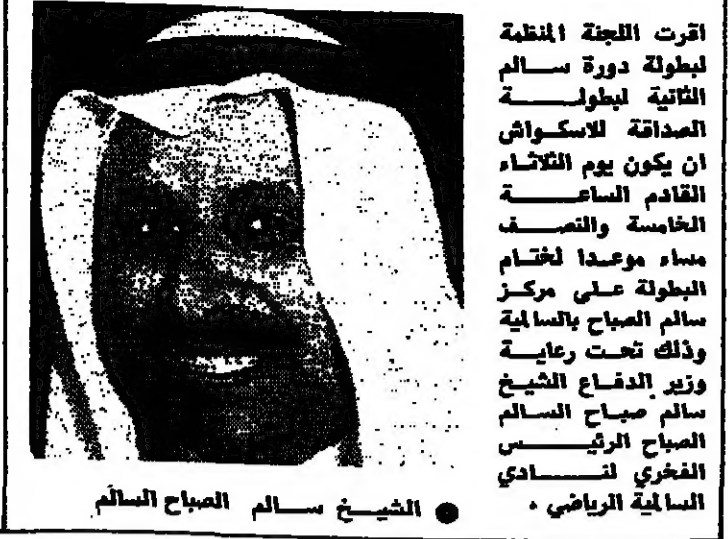 اقرت اللجنة المنظمة
لبطولة دورة سالم
الثانية لبطولة
الصداقة للاسكواش
ان يكون يوم الثلاثاء
القادم الساعة
الخامسة والنصف
مساء موعدا لختام
البطولة على مركز
سالم الصباح بالسالمية
وذلك تحت رعاية
وزير الدفاع الشيخ
سالم صباح السالم
الصباح الرئيس
الفخري لنادي
السالمية الرياضي .
● الشيخ سالم الصباح السالم